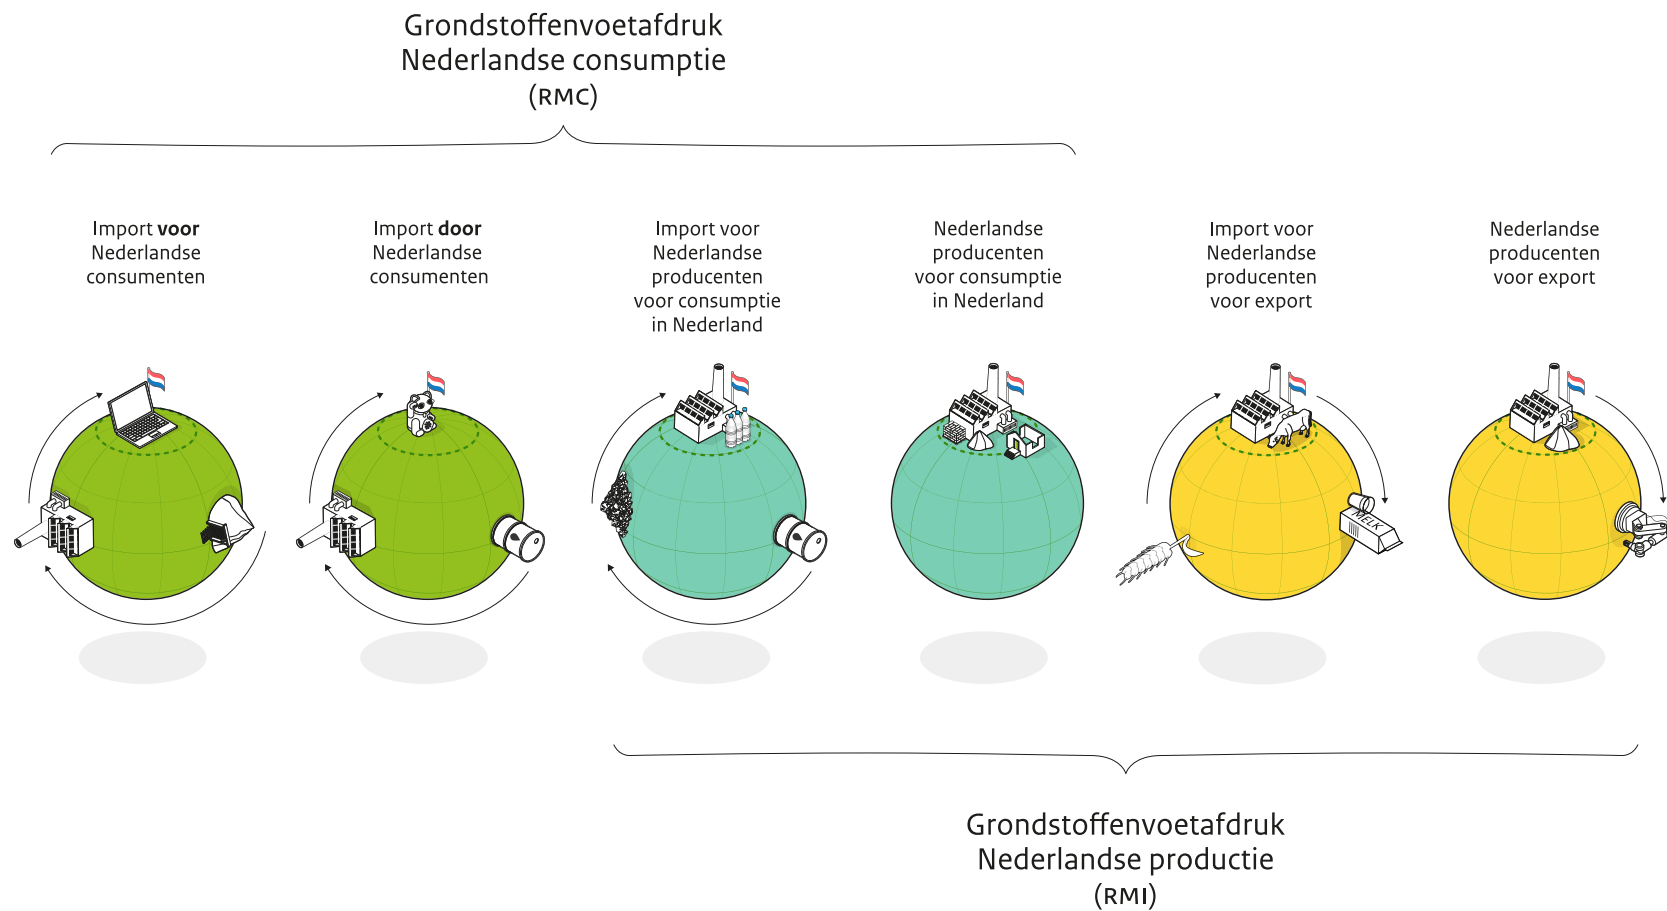 Grondstoffenvoetafdruk
Nederlandse consumptie
(RMC)
Import voor
Nederlandse
consumenten
Import door
Nederlandse
consumenten
Import voor
Nederlandse
producenten
voor consumptie
in Nederland
Nederlandse
producenten
voor consumptie
in Nederland
Import voor
Nederlandse
producenten
voor export
Nederlandse
producenten
voor export
MELK
Grondstoffenvoetafdruk
Nederlandse productie
(RMI)